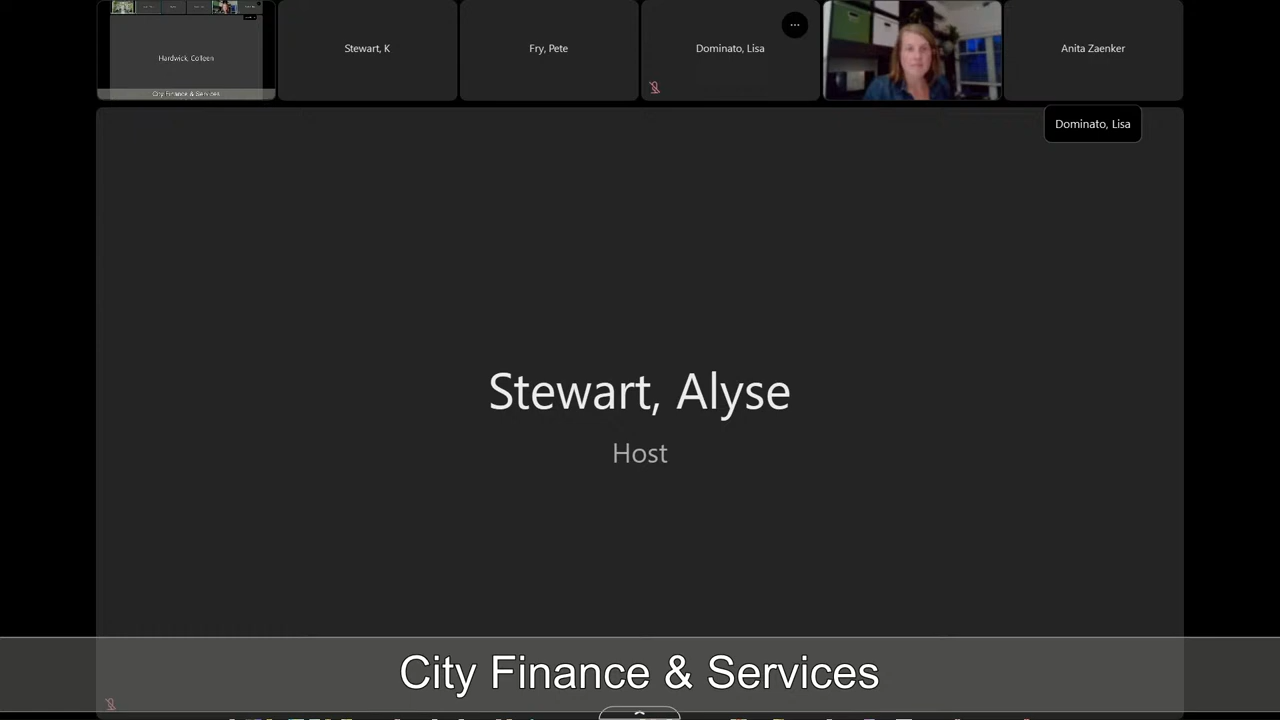 Hardwick, Colleen
City Finance & Services
Stewart, K
Fry, Pete
Dominato, Lisa
Anita Zaenker
Dominato, Lisa
Stewart, Alyse
Host
City Finance & Services